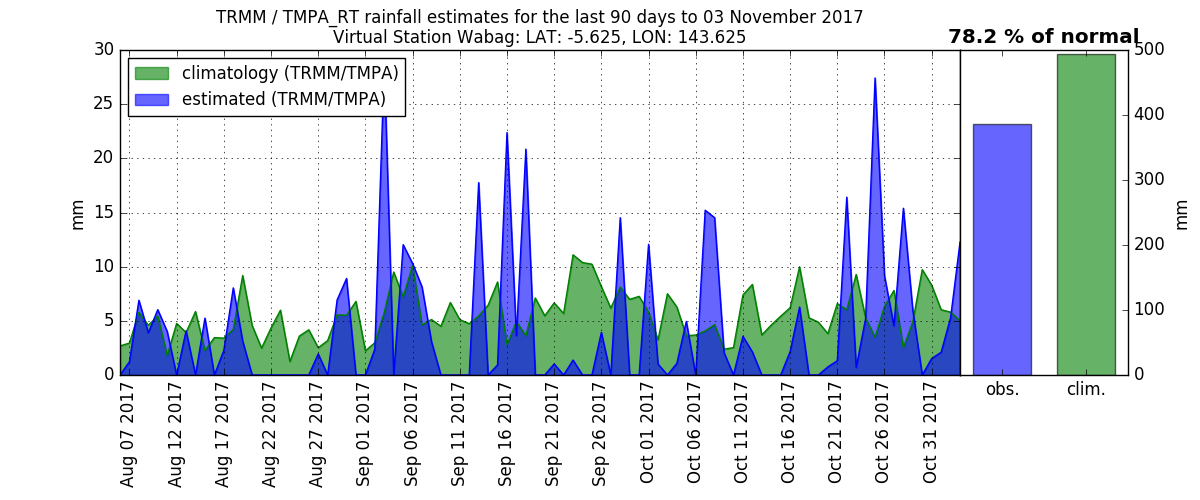 TRMM / TMPA_RT rainfall estimates for the last 90 days to 03 November 2017
Virtual Station Wabag: LAT: -5.625, LON: 143.625
78.2 % of normal
climatology (TRMM/TMPA)
estimated (TRMM/TMPA)
30
25
20
15
10
5
0
mm
500
400
300
200
100
0
mm
obs.
clim.
Aug 07 2017
Aug 12 2017
Aug 17 2017
Aug 22 2017
Aug 27 2017
Sep 01 2017
Sep 06 2017
Sep 11 2017
Sep 16 2017
Sep 21 2017
Sep 26 2017
Oct 01 2017
Oct 06 2017
Oct 11 2017
Oct 16 2017
Oct 21 2017
Oct 26 2017
Oct 31 2017